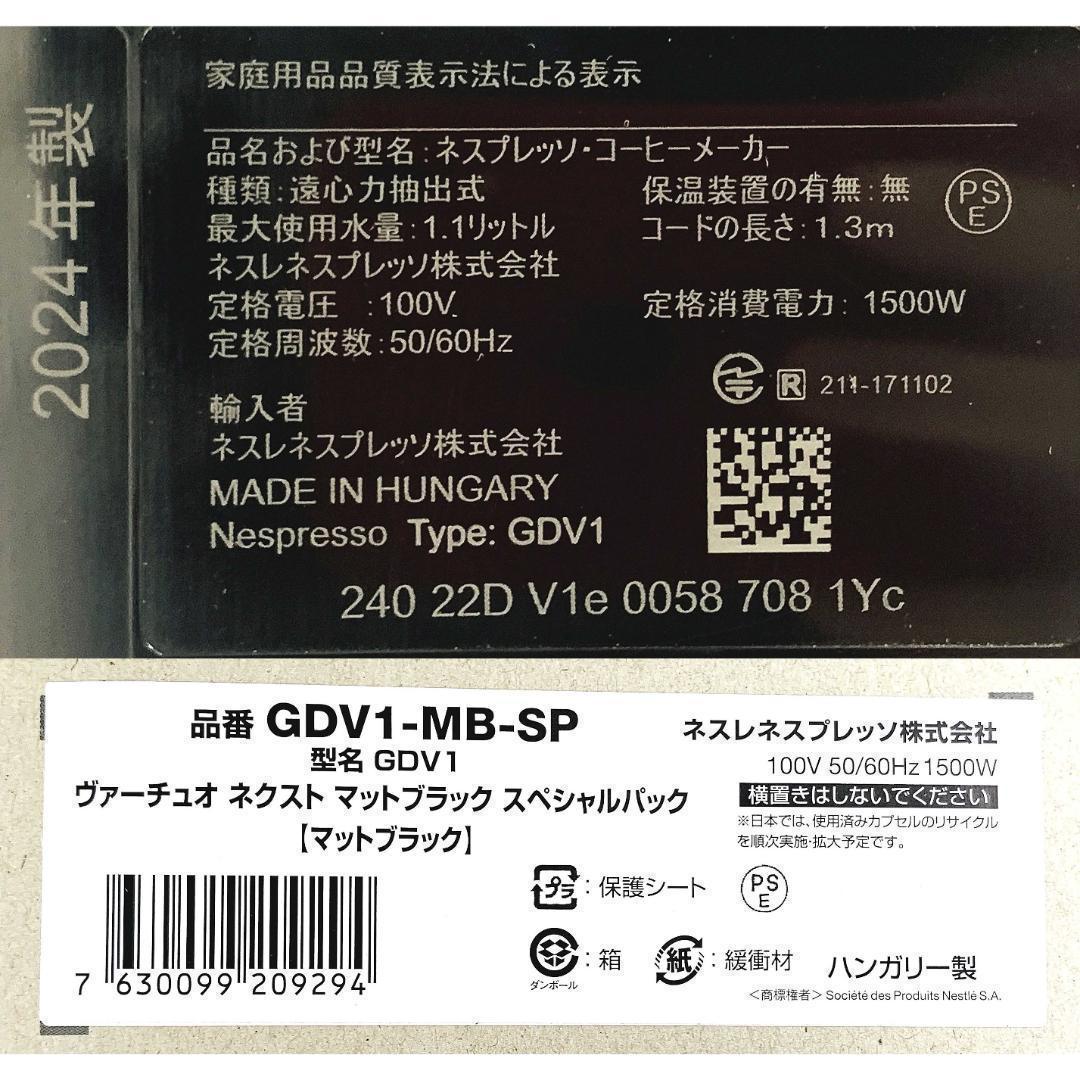 2024年製
家庭用品品質表示法による表示
品名および型名:ネスプレッソ・コーヒーメーカー
種類:遠心力抽出式 保温装置の有無:無
最大使用水量:1.1リットル コードの長さ:1.3m
PS
E
ネスレネスプレッソ株式会社
定格電圧 :100V 定格消費電力: 1500W
定格周波数:50/60Hz
R 211-171102
輸入者
ネスレネスプレッソ株式会社
MADE IN HUNGARY
Nespresso Type: GDV1
240 22D V1e 0058 708 1Yc
品番 GDV1-MB-SP
型名 GDV1
ヴァーチュオ ネクスト マットブラック スペシャルパック
【マットブラック】
7 630099 209294
ネスレネスプレッソ株式会社
100V 50/60Hz 1500W
横置きはしないでください
※日本では、使用済みカプセルのリサイクル
を順次実施・拡大予定です。
プラ:保護シート
PS
E
ダンボール:箱
紙:緩衝材
ハンガリー製
<商標権者> Société des Produits Nestlé S.A.